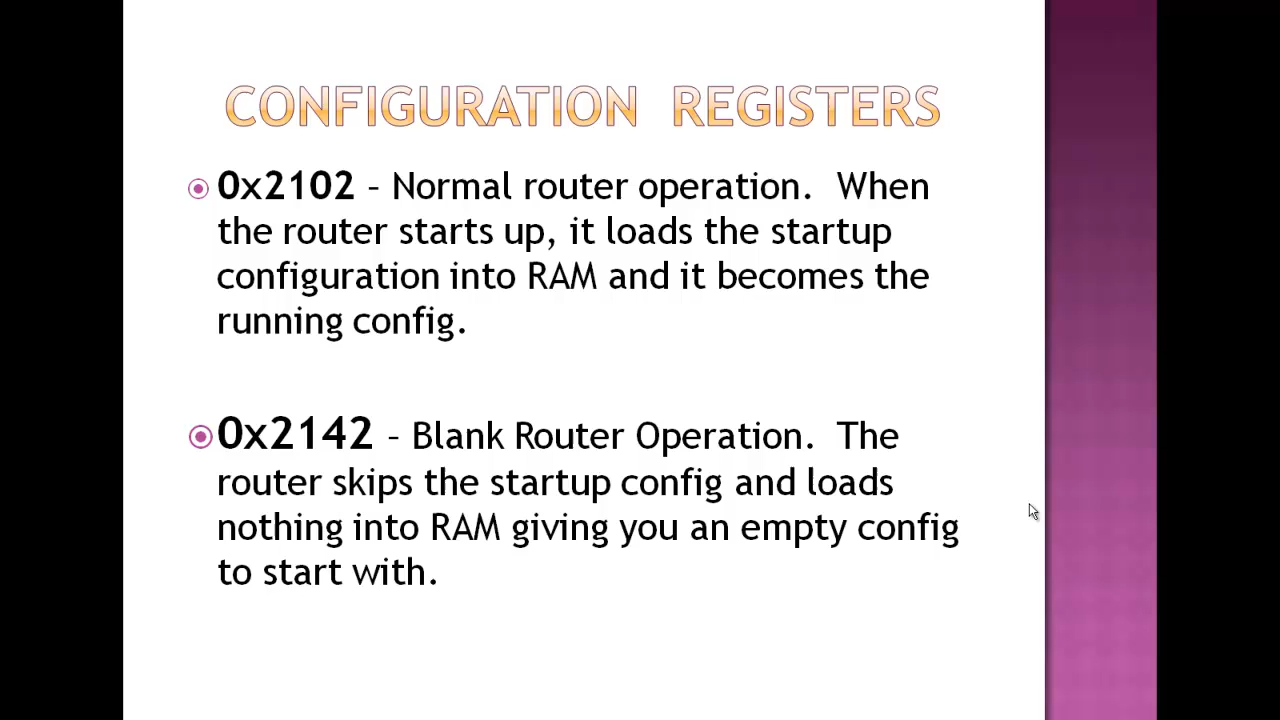 CONFIGURATION REGISTERS
0x2102 – Normal router operation. When
the router starts up, it loads the startup
configuration into RAM and it becomes the
running config.
0x2142 – Blank Router Operation. The
router skips the startup config and loads
nothing into RAM giving you an empty config
to start with.